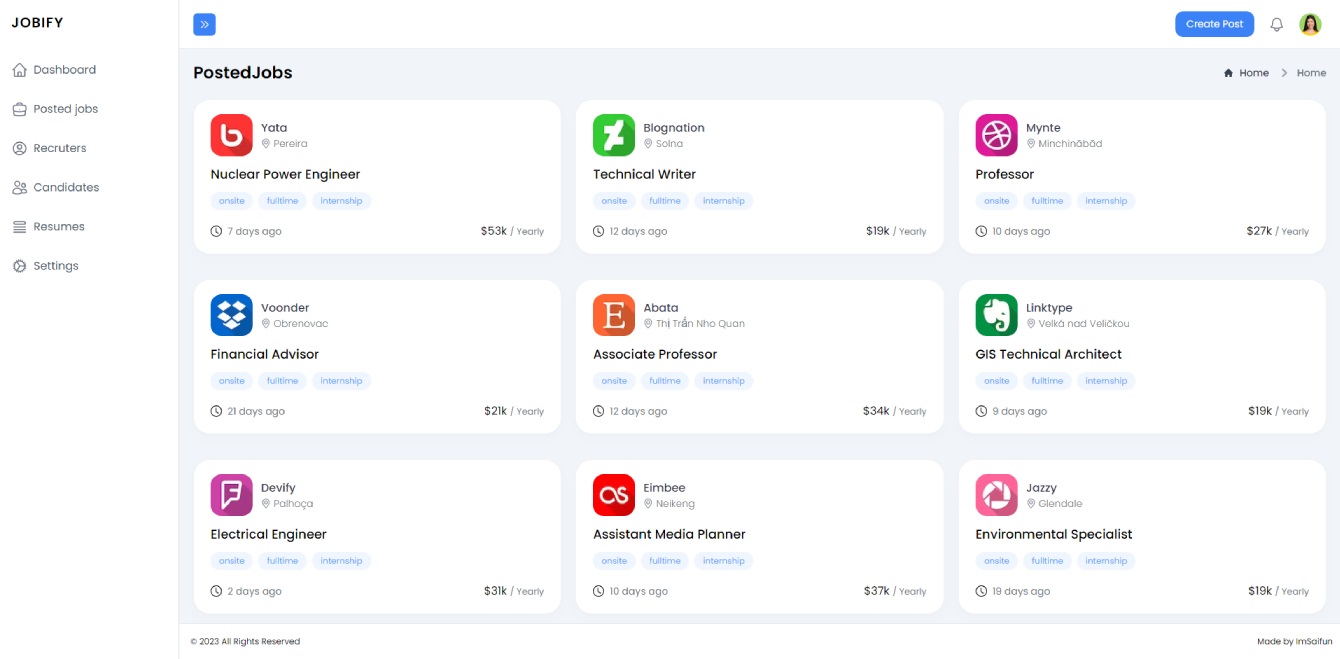 JOBIFY
Create Post
Dashboard
Posted jobs
Recruters
Candidates
Resumes
Settings
PostedJobs
Home
Home
Yata
Pereira
Nuclear Power Engineer
onsite fulltime internship
7 days ago $53k / Yearly
Blognation
Solna
Technical Writer
onsite fulltime internship
12 days ago $19k / Yearly
Mynte
Minchinābād
Professor
onsite fulltime internship
10 days ago $27k / Yearly
Voonder
Obrenovac
Financial Advisor
onsite fulltime internship
21 days ago $21k / Yearly
E
Abata
Thị Trấn Nho Quan
Associate Professor
onsite fulltime internship
12 days ago $34k / Yearly
Linktype
Velká nad Veličkou
GIS Technical Architect
onsite fulltime internship
9 days ago $19k / Yearly
Devify
Palhoça
Electrical Engineer
onsite fulltime internship
2 days ago $31k / Yearly
Eimbee
Neikeng
Assistant Media Planner
onsite fulltime internship
10 days ago $37k / Yearly
Jazzy
Glendale
Environmental Specialist
onsite fulltime internship
19 days ago $19k / Yearly
© 2023 All Rights Reserved
Made by ImSaifun